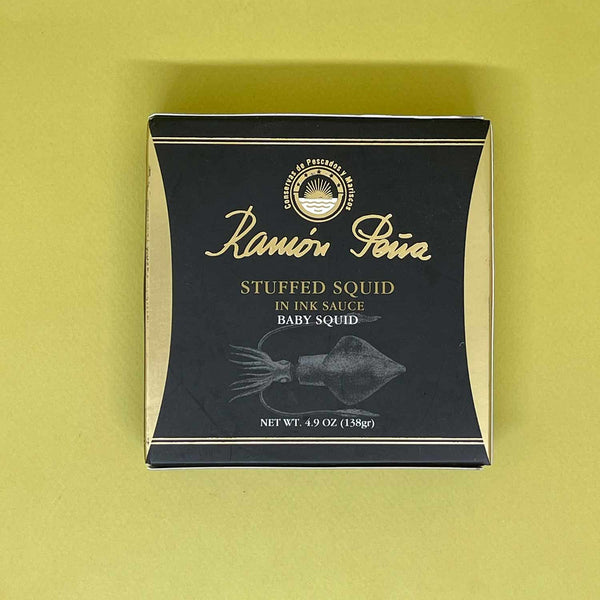 Conservas de Pescados y Mariscos
Ramón Peña
STUFFED SQUID
IN INK SAUCE
BABY SQUID
NET WT. 4.9 OZ (138gr)